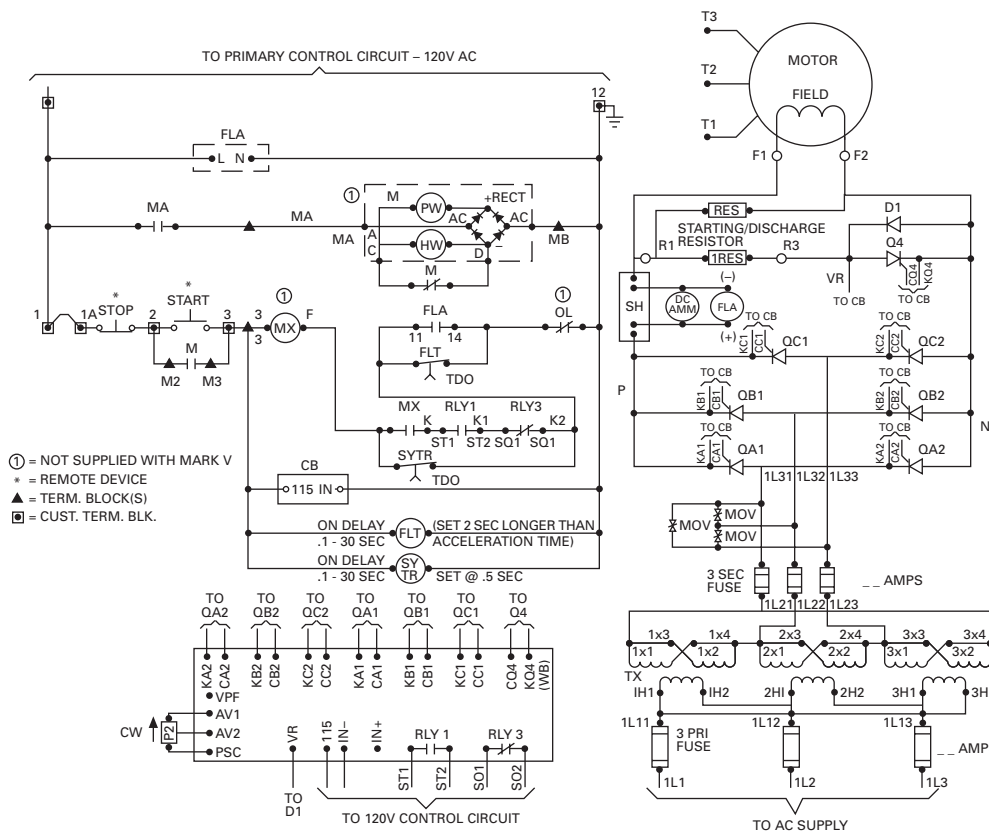 TO PRIMARY CONTROL CIRCUIT – 120V AC
12
FLA
L N
MA
MA
1
M
PW
+RECT
AC
AC
MA
A
C
HW
D
–
MB
M
1
1A
*
STOP
2
*
START
3
3
3
1
MX
F
M
M2
M3
FLA
11
14
1
OL
FLT
TDO
MX
K
RLY1
K1
RLY3
K2
ST1
ST2
SQ1
SQ1
SYTR
TDO
1 = NOT SUPPLIED WITH MARK V
* = REMOTE DEVICE
▲ = TERM. BLOCK(S)
= CUST. TERM. BLK.
CB
115 IN
ON DELAY
.1 - 30 SEC
FLT
(SET 2 SEC LONGER THAN
ACCELERATION TIME)
ON DELAY
.1 - 30 SEC
SY
TR
SET @ .5 SEC
TO
QA2
TO
QB2
TO
QC2
TO
QA1
TO
QB1
TO
QC1
TO
Q4
KA2
CA2
KB2
CB2
KC2
CC2
KA1
CA1
KB1
CB1
KC1
CC1
CQ4
KQ4
(WB)
VPF
AV1
AV2
PSC
CW
P2
VR
115
IN–
IN+
RLY 1
RLY 3
ST1
ST2
SO1
SO2
TO
D1
TO 120V CONTROL CIRCUIT
T3
T2
T1
MOTOR
FIELD
F1
F2
RES
STARTING/DISCHARGE
RESISTOR
R1
1RES
R3
D1
Q4
CQ4
KQ4
VR
TO CB
TO CB
SH
(–)
DC
AMM
FLA
(+)
TO CB
KC1
CC1
QC1
TO CB
KC2
CC2
QC2
P
N
TO CB
KB1
CB1
QB1
TO CB
KB2
CB2
QB2
TO CB
KA1
CA1
QA1
TO CB
KA2
CA2
QA2
1L31
1L32
1L33
MOV
MOV
MOV
3 SEC
FUSE
_ _ AMPS
1L21
1L22
1L23
1x3
1x4
2x3
2x4
3x3
3x4
1x1
1x2
2x1
2x2
3x1
3x2
TX
IH1
IH2
2HI
2H2
3H1
3H
1L11
1L12
1L13
3 PRI
FUSE
_ _ AMP
1L1
1L2
1L3
TO AC SUPPLY